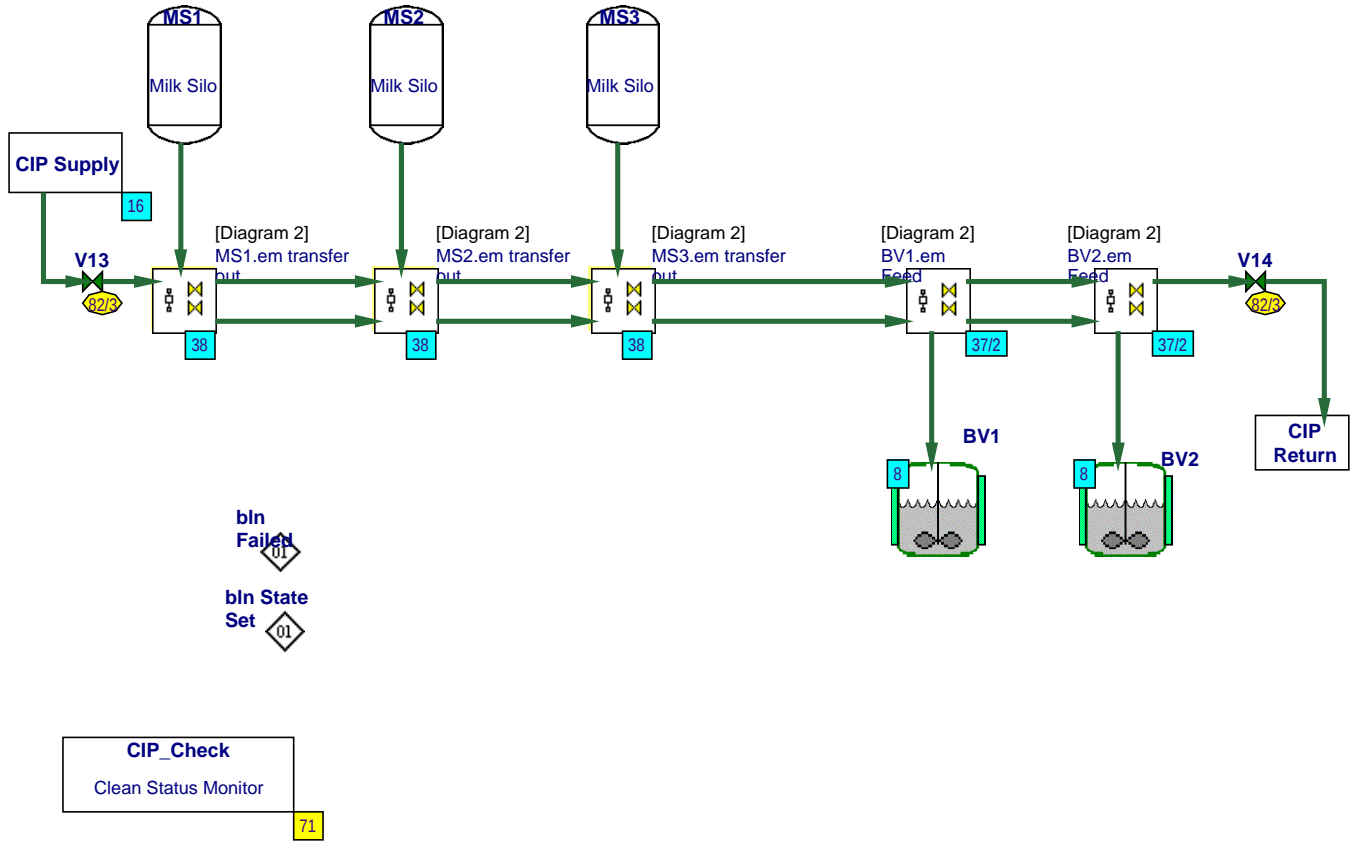 MS1
MS2
MS3
Milk Silo
Milk Silo
Milk Silo
CIP Supply
16
[Diagram 2]
MS1.em transfer
out
[Diagram 2]
MS2.em transfer
out
[Diagram 2]
MS3.em transfer
out
[Diagram 2]
BV1.em
Feed
[Diagram 2]
BV2.em
Feed
V13
82/3
V14
82/3
38
38
38
37/2
37/2
CIP
Return
BV1
8
BV2
8
bIn
Failed
01
bIn State
Set
01
CIP_Check
Clean Status Monitor
71